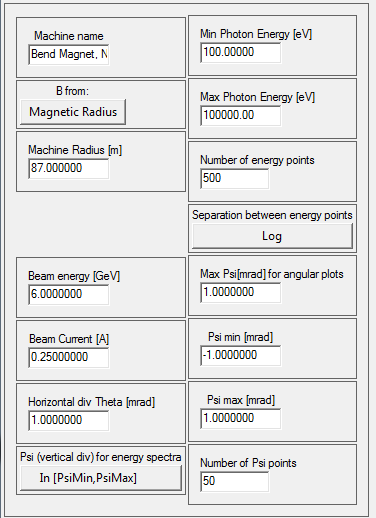 Machine name
Bend Magnet, N
B from:
Magnetic Radius
Machine Radius [m]
87.000000
Beam energy [GeV]
6.0000000
Beam Current [A]
0.25000000
Horizontal div Theta [mrad]
1.0000000
Psi (vertical div) for energy spectra
In [PsiMin,PsiMax]
Min Photon Energy [eV]
100.00000
Max Photon Energy [eV]
100000.00
Number of energy points
500
Separation between energy points
Log
Max Psi[mrad] for angular plots
1.0000000
Psi min [mrad]
-1.0000000
Psi max [mrad]
1.0000000
Number of Psi points
50